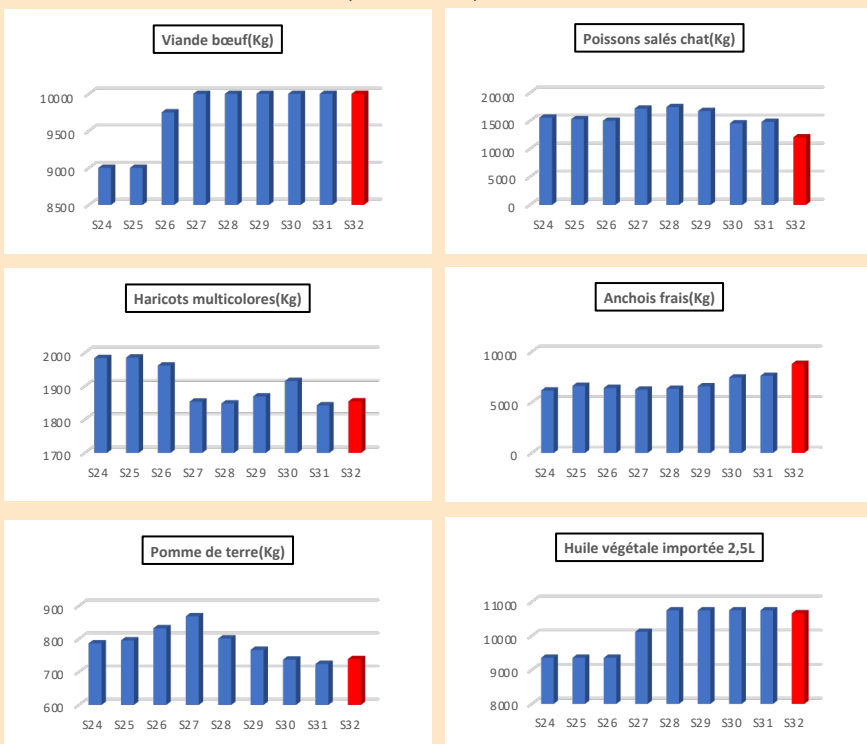 Viande bœuf(Kg)
10000
9500
9000
8500
S24 S25 S26 S27 S28 S29 S30 S31 S32
Poissons salés chat(Kg)
20000
15000
10000
5000
0
S24 S25 S26 S27 S28 S29 S30 S31 S32
Haricots multicolores(Kg)
2000
1900
1800
1700
S24 S25 S26 S27 S28 S29 S30 S31 S32
Anchois frais(Kg)
10000
5000
0
S24 S25 S26 S27 S28 S29 S30 S31 S32
Pomme de terre(Kg)
900
800
700
600
S24 S25 S26 S27 S28 S29 S30 S31 S32
Huile végétale importée 2,5L
11000
10000
9000
8000
S24 S25 S26 S27 S28 S29 S30 S31 S32